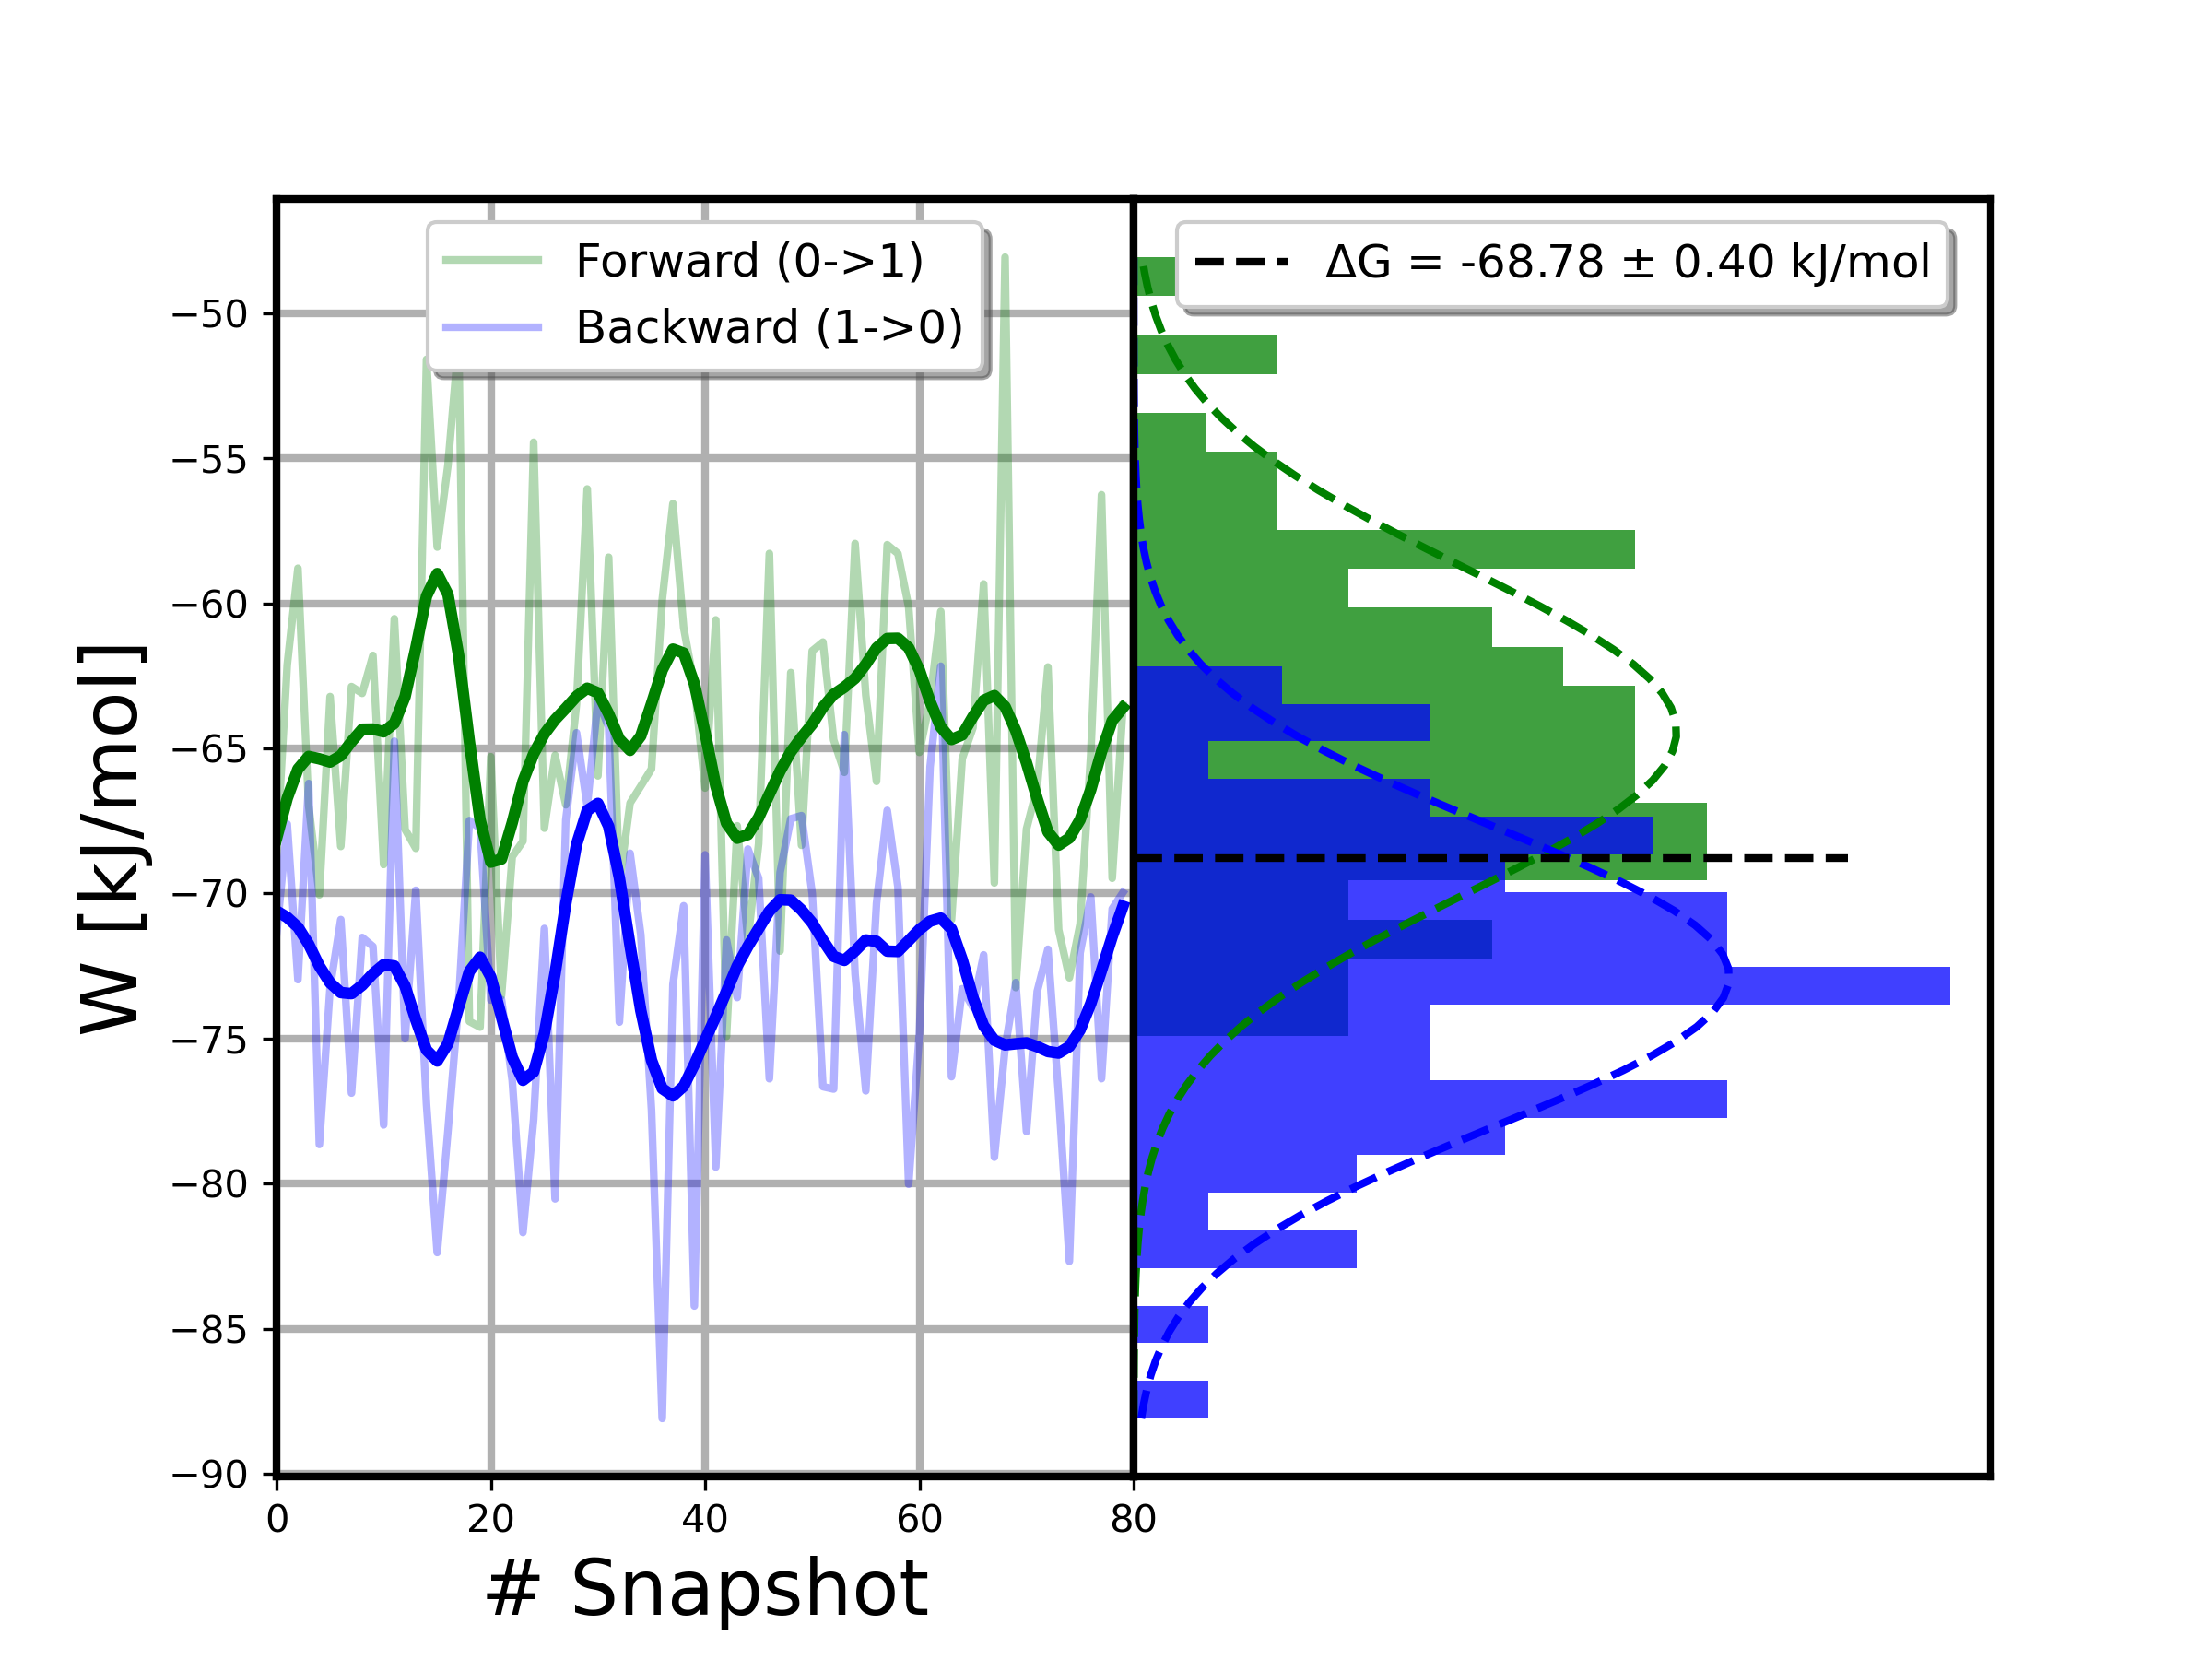 Forward (0->1)
Backward (1->0)
ΔG = -68.78 ± 0.40 kJ/mol
W [kJ/mol]
−50
−55
−60
−65
−70
−75
−80
−85
−90
0 20 40 60 80
# Snapshot